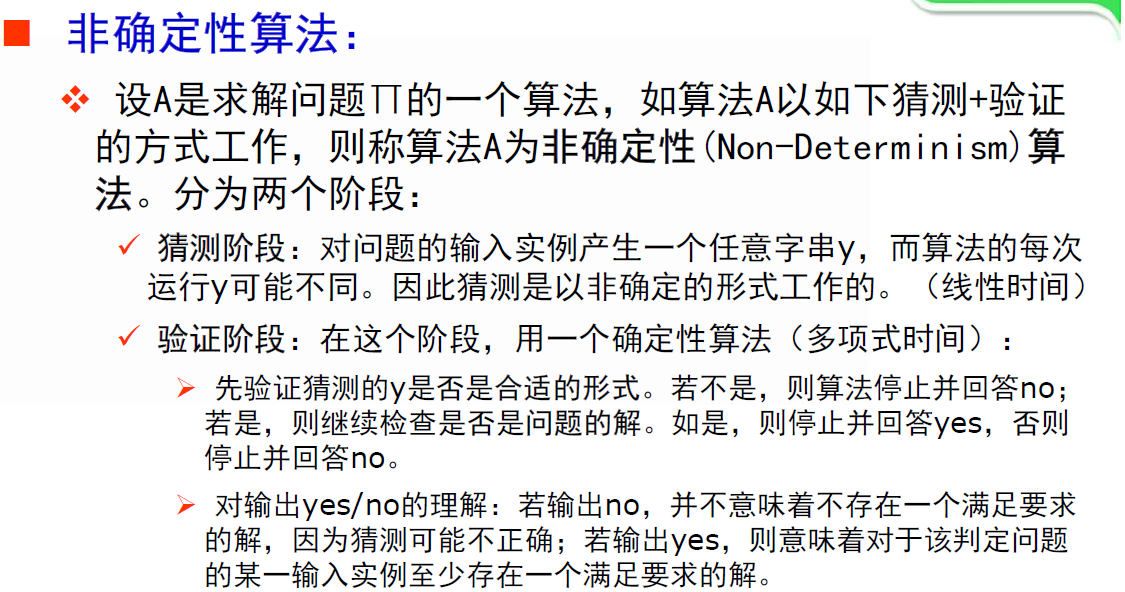 非确定性算法：
设A是求解问题∏的一个算法，如算法A以如下猜测+验证
的方式工作，则称算法A为非确定性(Non-Determinism)算
法。分为两个阶段：
猜测阶段：对问题的输入实例产生一个任意字串y，而算法的每次
运行y可能不同。因此猜测是以非确定的形式工作的。（线性时间）
验证阶段：在这个阶段，用一个确定性算法（多项式时间）：
先验证猜测的y是否是合适的形式。若不是，则算法停止并回答no；
若是，则继续检查是否是问题的解。如是，则停止并回答yes，否则
停止并回答no。
对输出yes/no的理解：若输出no，并不意味着不存在一个满足要求
的解，因为猜测可能不正确；若输出yes，则意味着对于该判定问题
的某一输入实例至少存在一个满足要求的解。